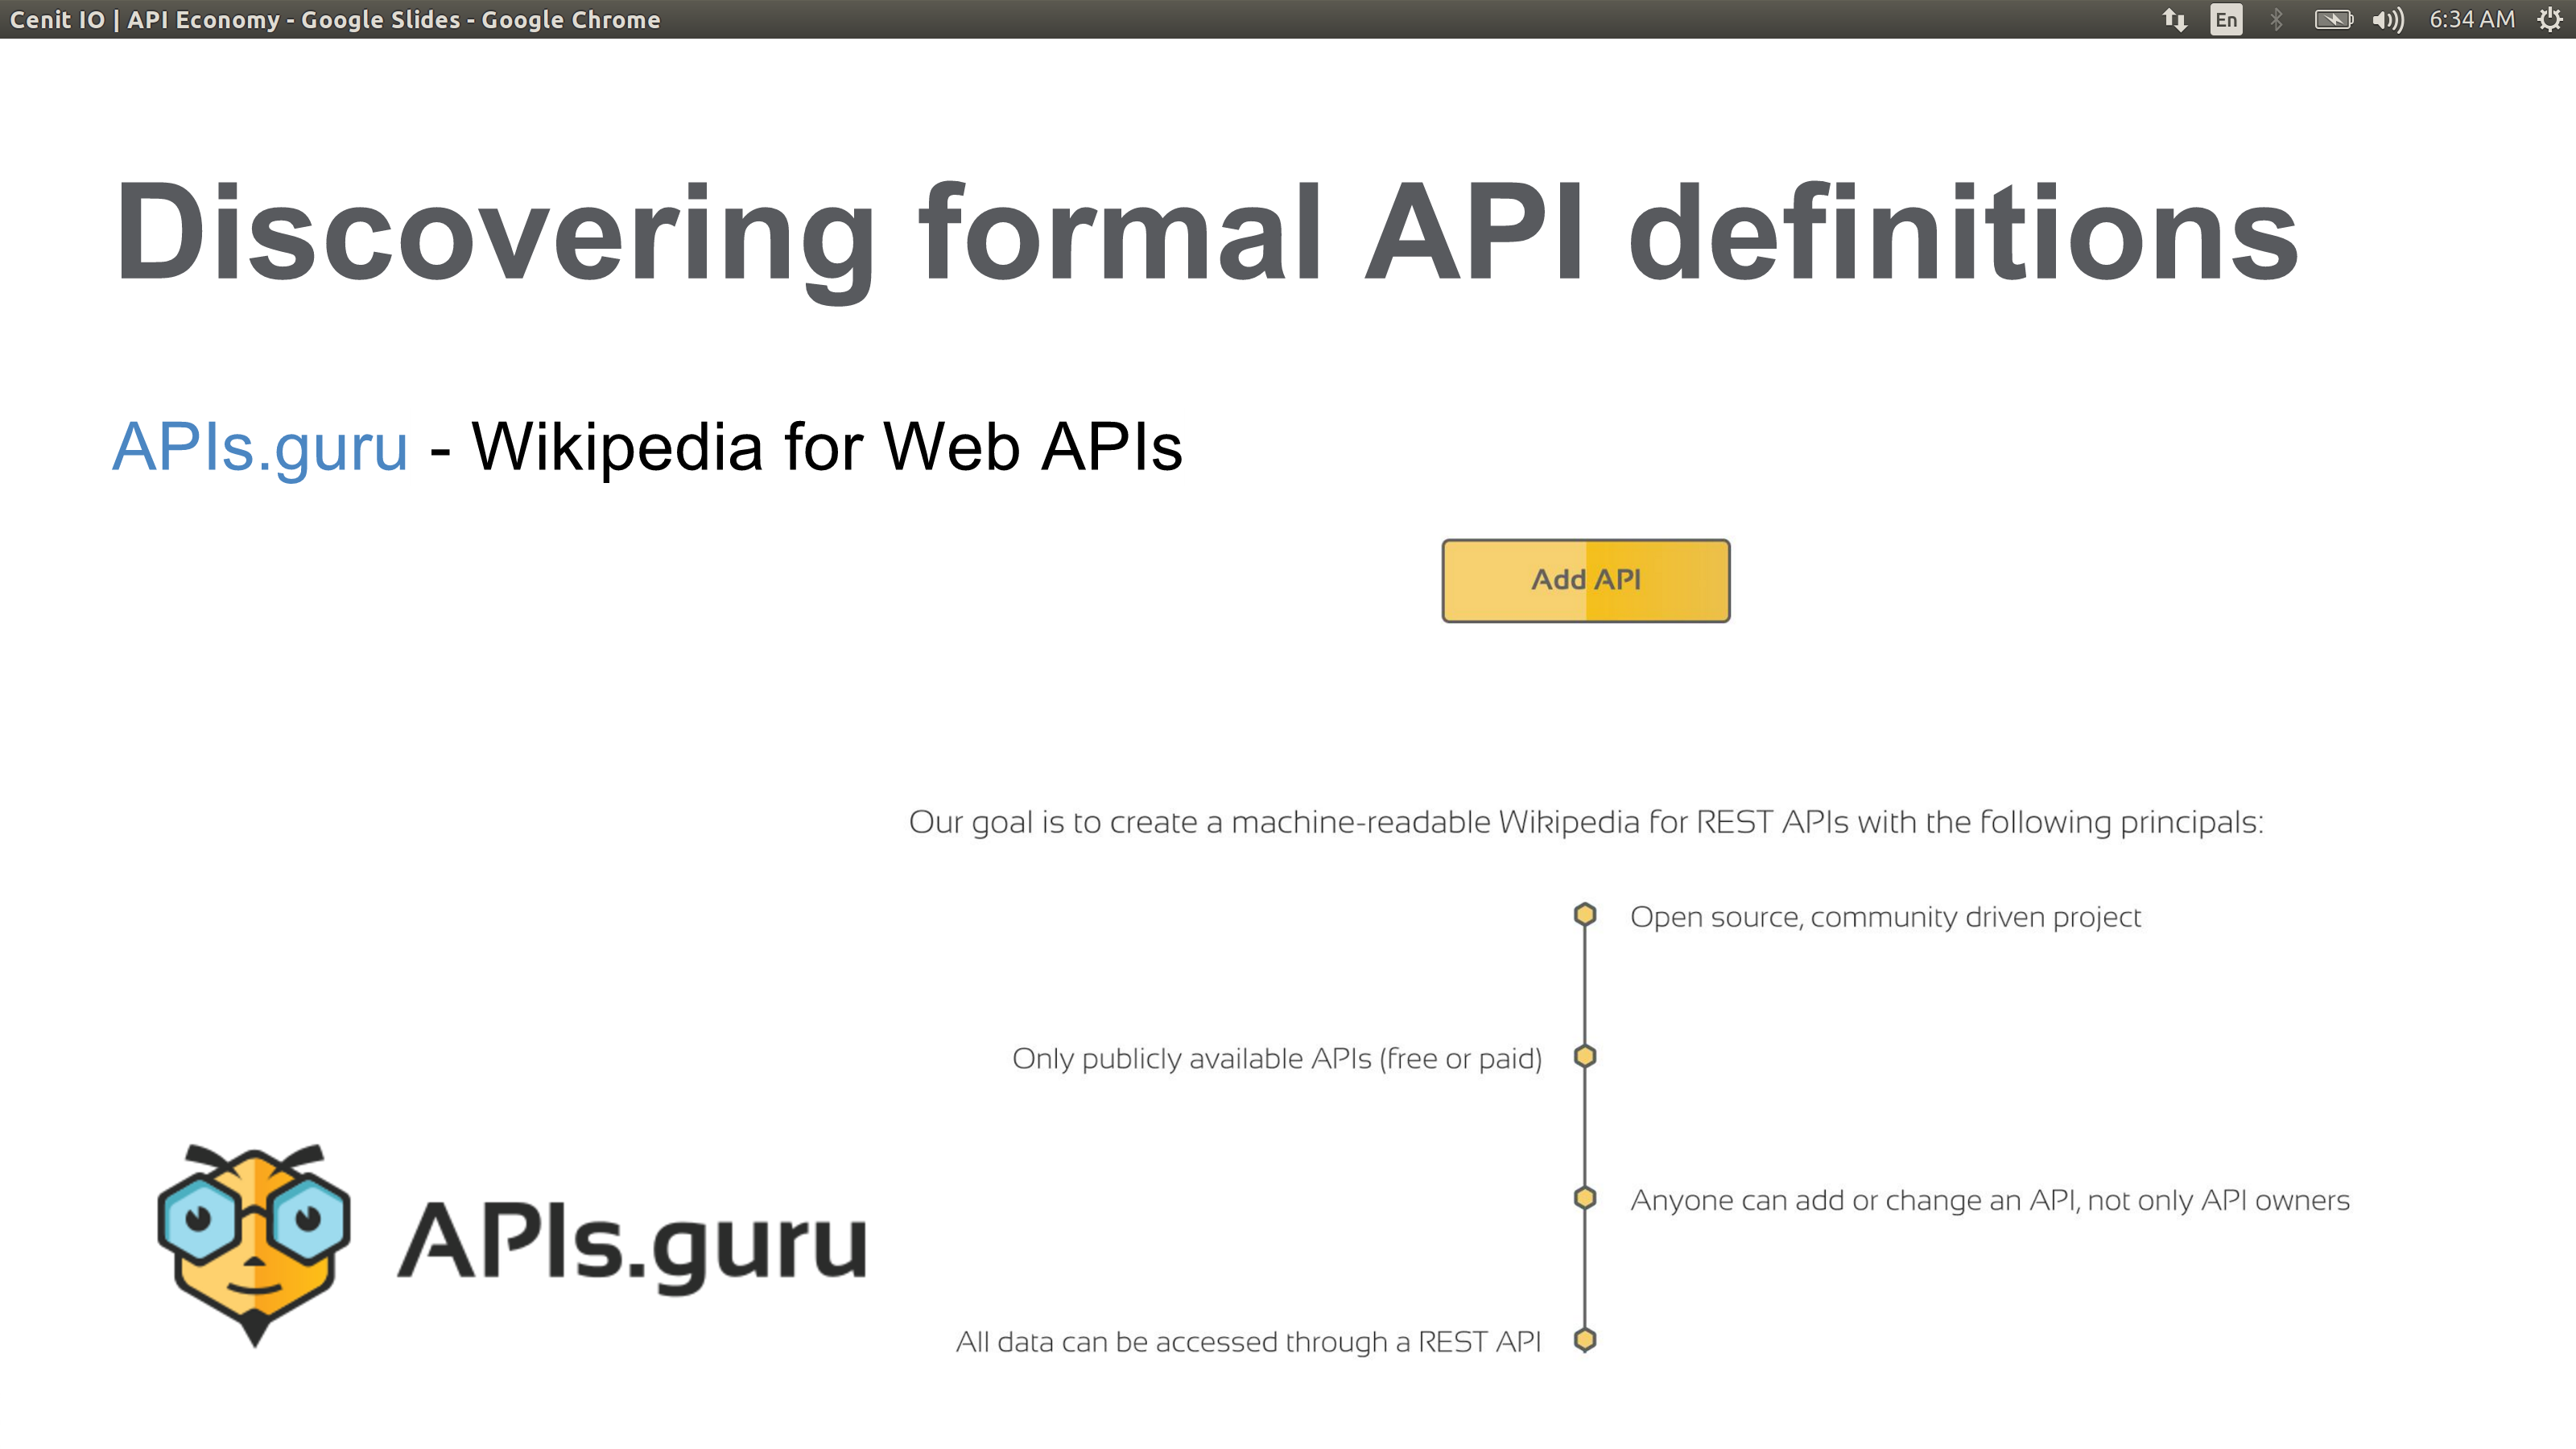 Cenit IO | API Economy - Google Slides - Google Chrome
En
6:34 AM
Discovering formal API definitions
APIs.guru - Wikipedia for Web APIs
Add API
Our goal is to create a machine-readable Wikipedia for REST APIs with the following principals:
Open source, community driven project
Only publicly available APIs (free or paid)
Anyone can add or change an API, not only API owners
All data can be accessed through a REST API
APIs.guru